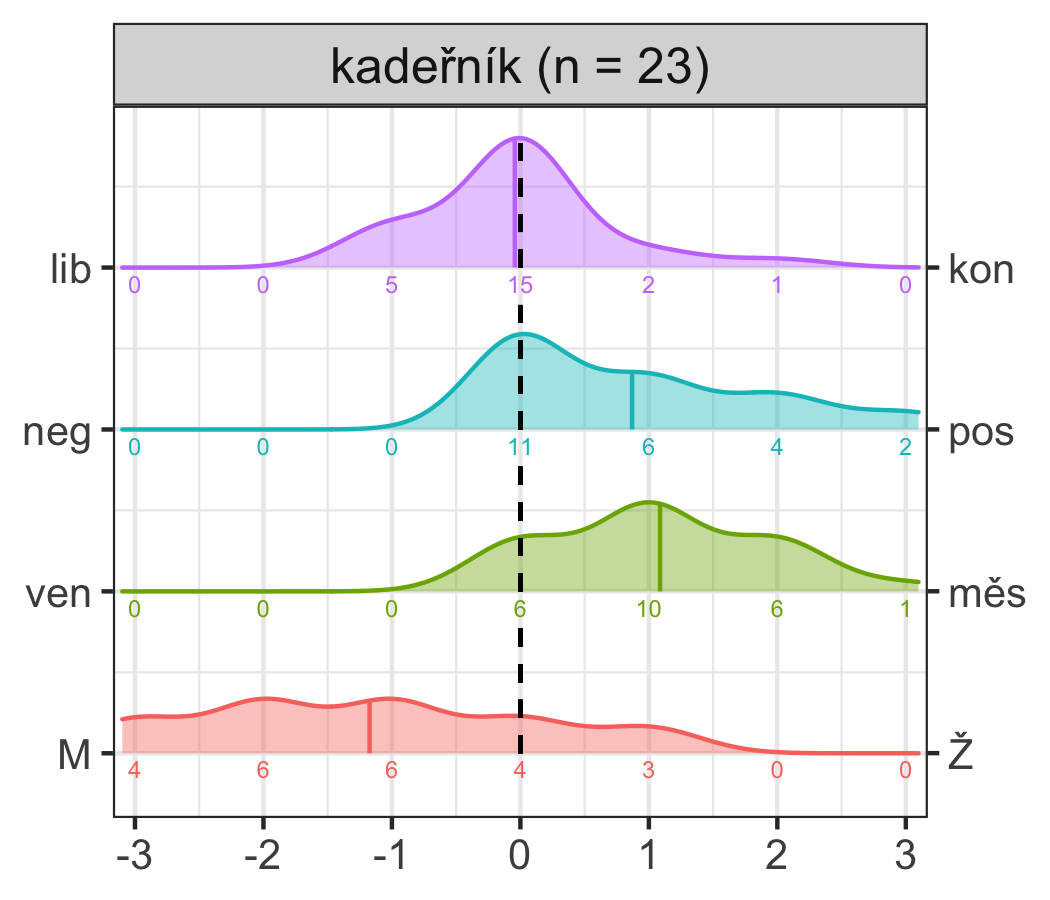 kadeřník (n = 23)
lib kon
0 0 5 15 2 1 0
neg pos
0 0 0 11 6 4 2
ven měs
0 0 0 6 10 6 1
M Ž
4 6 6 4 3 0 0
-3 -2 -1 0 1 2 3